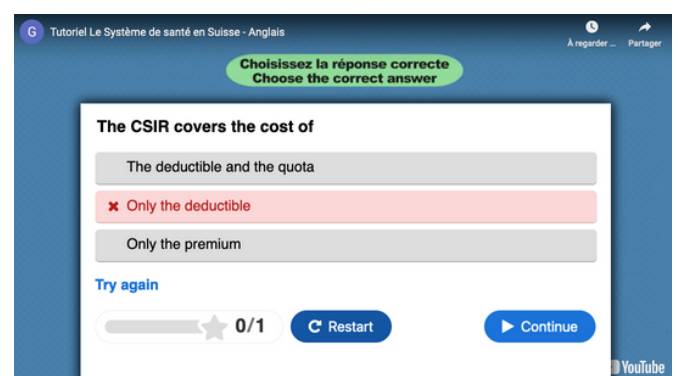 G Tutoriel Le Système de santé en Suisse - Anglais
À regarder ... Partager
Choisissez la réponse correcte
Choose the correct answer
The CSIR covers the cost of
The deductible and the quota
Only the deductible
Only the premium
Try again
0/1 Restart Continue
YouTube